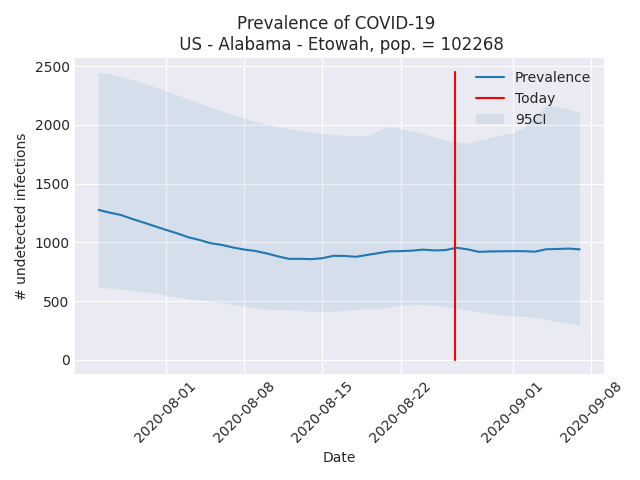 Prevalence of COVID-19
US - Alabama - Etowah, pop. = 102268
# undetected infections
2500
2000
1500
1000
500
0
Prevalence
Today
95CI
2020-08-01
2020-08-08
2020-08-15
2020-08-22
2020-09-01
2020-09-08
Date